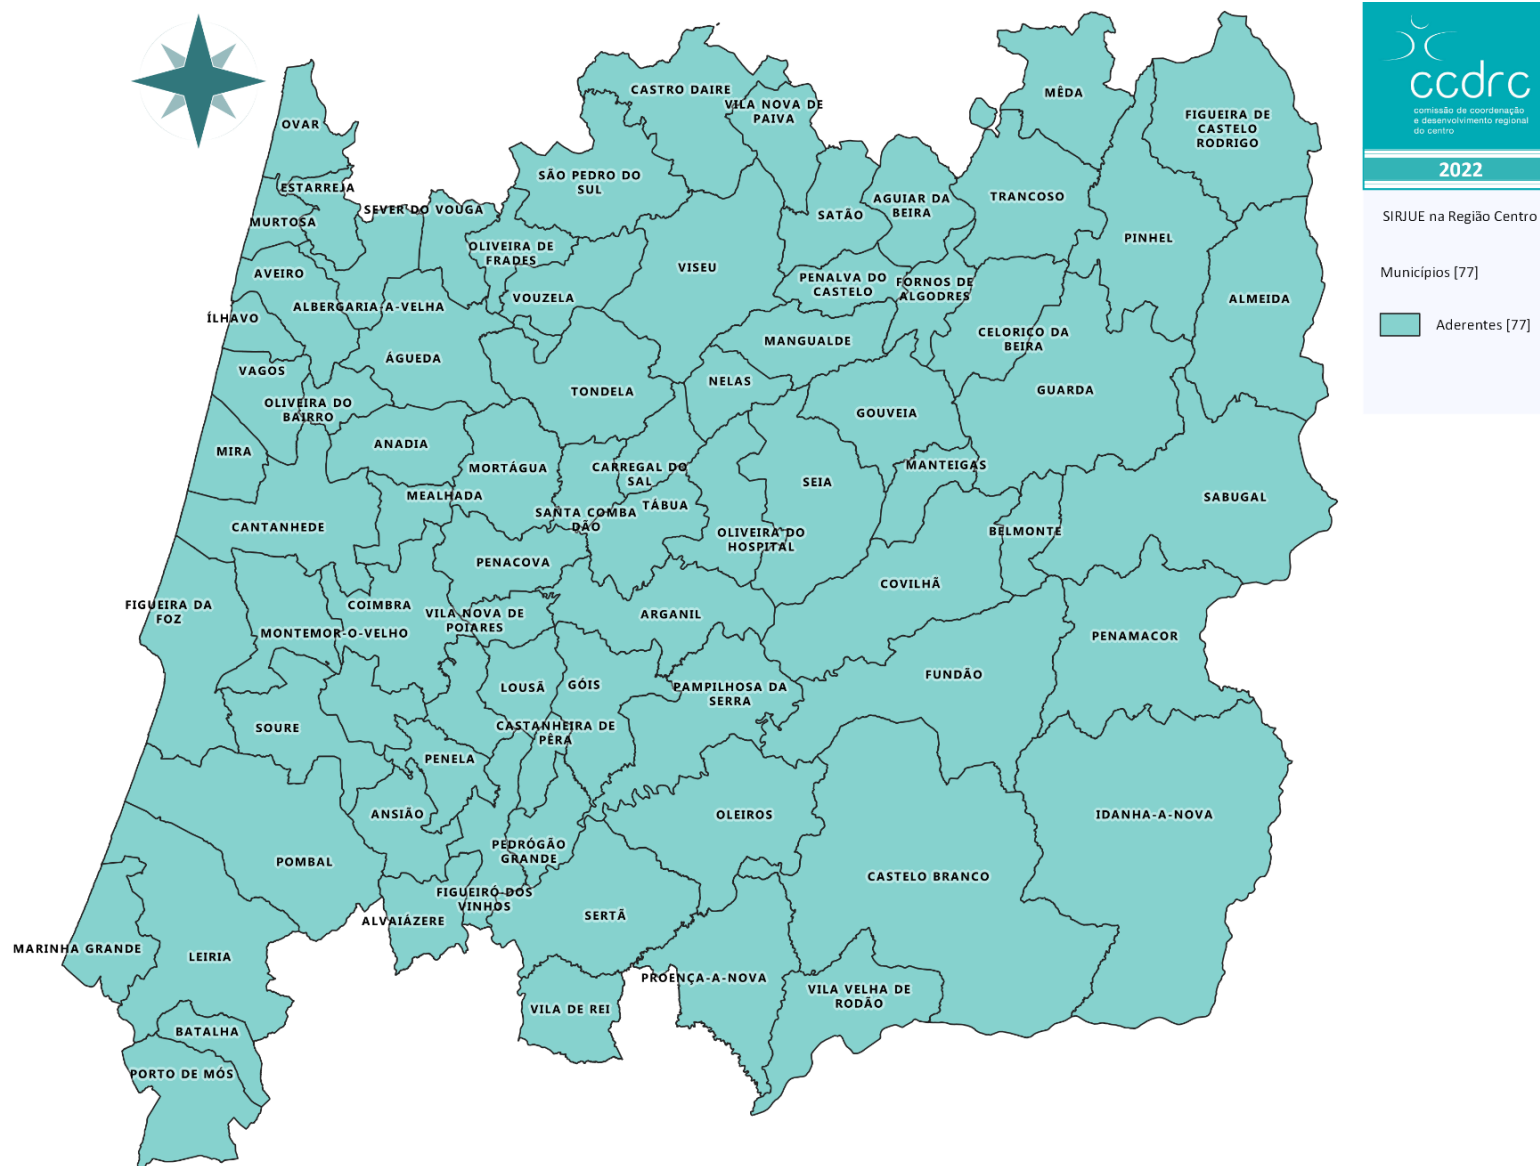 CASTRO DAIRE
VILA NOVA DE
PAIVA
MÊDA
FIGUEIRA DE
CASTELO
RODRIGO
OVAR
ESTARREJA
SÃO PEDRO DO
SUL
MURTOSA
SEVER DO VOUGA
SATÃO
AGUIAR DA
BEIRA
TRANCOSO
PINHEL
OLIVEIRA DE
FRADES
VISEU
AVEIRO
PENALVA DO
CASTELO
FORNOS DE
ALGODRES
ALMEIDA
VOUZELA
ALBERGARIA-A-VELHA
ÍLHAVO
CELORICO DA
BEIRA
MANGUALDE
ÁGUEDA
VAGOS
NELAS
TONDELA
GUARDA
OLIVEIRA DO
BAIRRO
GOUVEIA
ANADIA
MIRA
MORTÁGUA
CARREGAL DO
SAL
MANTEIGAS
SEIA
MEALHADA
SABUGAL
TÁBUA
SANTA COMBA
DÃO
CANTANHEDE
OLIVEIRA DO
HOSPITAL
BELMONTE
PENACOVA
COVILHÃ
FIGUEIRA DA
FOZ
COIMBRA
VILA NOVA DE
POIARES
ARGANIL
MONTEMOR-O-VELHO
PENAMACOR
FUNDÃO
LOUSÃ
GÓIS
PAMPILHOSA DA
SERRA
SOURE
CASTANHEIRA DE
PÊRA
PENELA
ANSIÃO
OLEIROS
IDANHA-A-NOVA
POMBAL
PEDRÓGÃO
GRANDE
CASTELO BRANCO
FIGUEIRÓ DOS
VINHOS
ALVAIÁZERE
SERTÃ
MARINHA GRANDE
LEIRIA
PROENÇA-A-NOVA
VILA VELHA DE
RODÃO
VILA DE REI
BATALHA
PORTO DE MÓS
ccdrc
comissão de coordenação
e desenvolvimento regional
do centro
2022
SIRJUE na Região Centro
Municípios [77]
Aderentes [77]